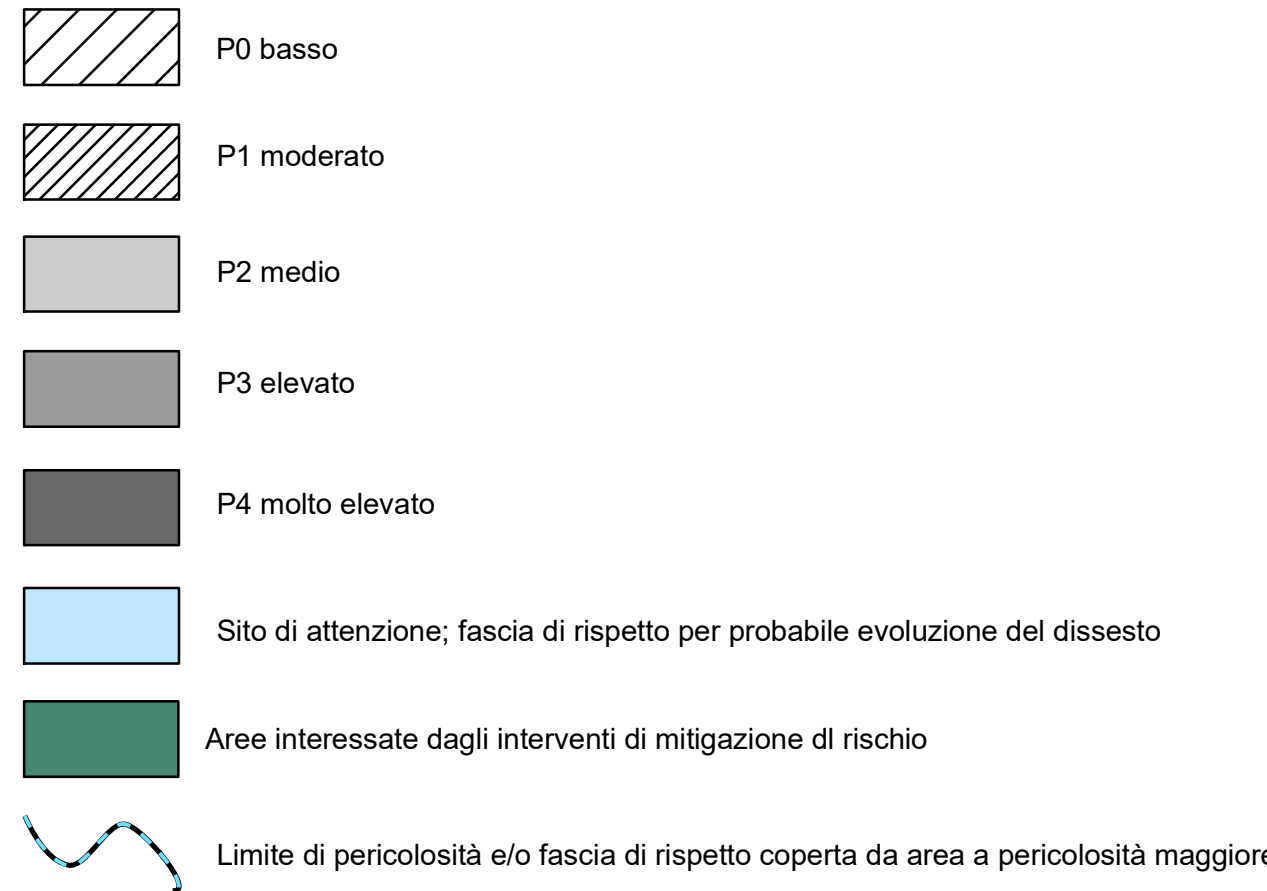 P0 basso
P1 moderato
P2 medio
P3 elevato
P4 molto elevato
Sito di attenzione; fascia di rispetto per probabile evoluzione del dissesto
Aree interessate dagli interventi di mitigazione dl rischio
Limite di pericolosità e/o fascia di rispetto coperta da area a pericolosità maggiore